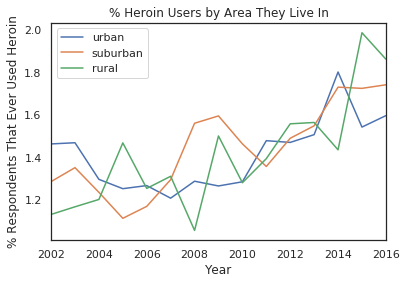 % Heroin Users by Area They Live In
% Respondents That Ever Used Heroin
2.0
1.8
1.6
1.4
1.2
urban
suburban
rural
2002 2004 2006 2008 2010 2012 2014 2016
Year